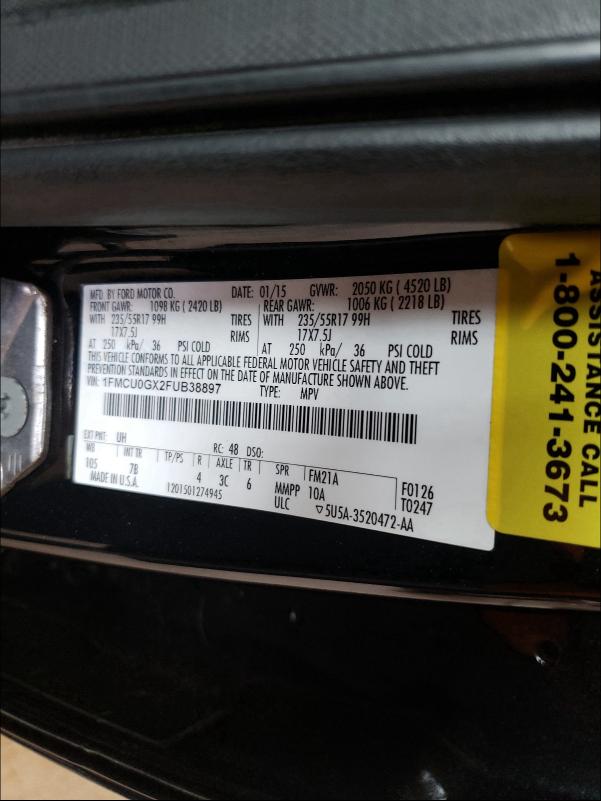 MFD. BY FORD MOTOR CO. DATE: 01/15 GVWR: 2050 KG ( 4520 LB)
FRONT GAWR: 1098 KG ( 2420 LB) REAR GAWR: 1006 KG ( 2218 LB)
WITH 235/55R17 99H TIRES WITH 235/55R17 99H TIRES
17X7.5J RIMS 17X7.5J RIMS
AT 250 kPa/ 36 PSI COLD AT 250 kPa/ 36 PSI COLD
THIS VEHICLE CONFORMS TO ALL APPLICABLE FEDERAL MOTOR VEHICLE SAFETY AND THEFT
PREVENTION STANDARDS IN EFFECT ON THE DATE OF MANUFACTURE SHOWN ABOVE.
VIN: 1FMCU0GX2FUB38897 TYPE: MPV
EXT PNT: UH RC: 48 DSO:
WB INT TR TP/PS R AXLE TR SPR FM21A F0126
105 7B 4 3C 6 MMPP 10A T0247
MADE IN U.S.A. 1201501274945 ULC ▽5U5A-3520472-AA
1-800-241-3673